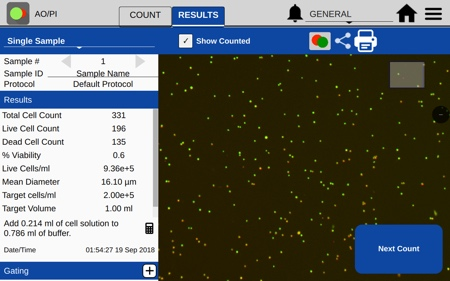 AO/PI
COUNT
RESULTS
GENERAL
Single Sample
Show Counted
Sample # 1
Sample ID Sample Name
Protocol Default Protocol
Results
Total Cell Count 331
Live Cell Count 196
Dead Cell Count 135
% Viability 0.6
Live Cells/ml 9.36e+5
Mean Diameter 16.10 µm
Target cells/ml 2.00e+5
Target Volume 1.00 ml
Add 0.214 ml of cell solution to
0.786 ml of buffer.
Date/Time 01:54:27 19 Sep 2018
Gating
Next Count